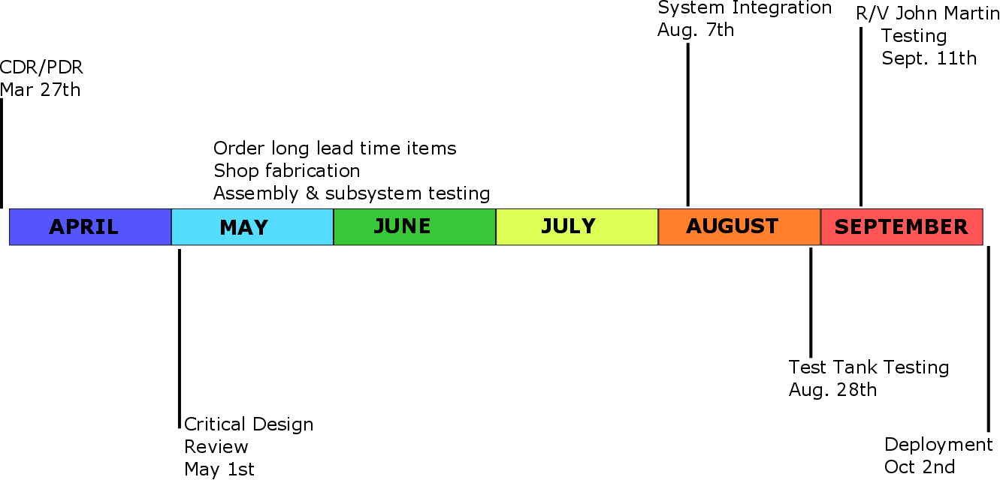 System Integration
Aug. 7th
R/V John Martin
Testing
Sept. 11th
CDR/PDR
Mar 27th
Order long lead time items
Shop fabrication
Assembly & subsystem testing
APRIL
MAY
JUNE
JULY
AUGUST
SEPTEMBER
Test Tank Testing
Aug. 28th
Critical Design
Review
May 1st
Deployment
Oct 2nd